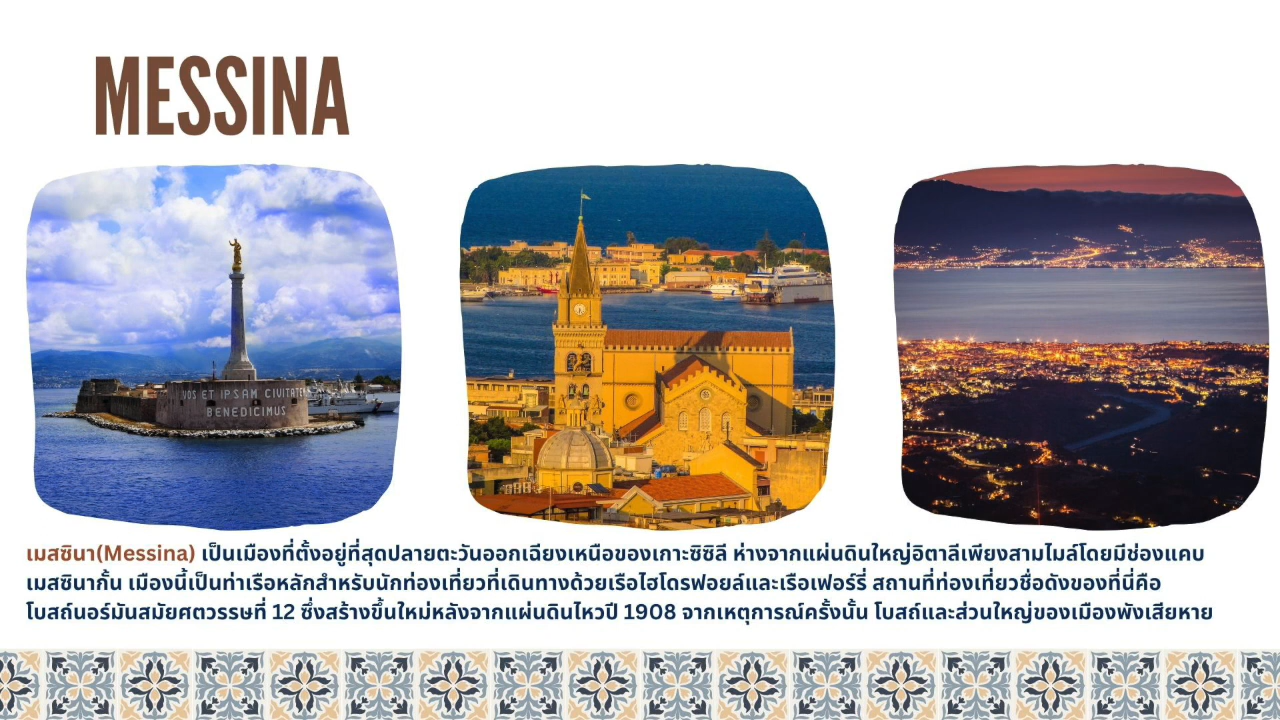 MESSINA
VOS ET IPSAM CIUITATEM
BENEDICIMUS
เมสซินา(Messina) เป็นเมืองที่ตั้งอยู่ที่สุดปลายตะวันออกเฉียงเหนือของเกาะซิซิลี ห่างจากแผ่นดินใหญ่อิตาลีเพียงสามไมล์โดยมีช่องแคบ
เมสซินากั้น เมืองนี้เป็นท่าเรือหลักสำหรับนักท่องเที่ยวที่เดินทางด้วยเรือไฮโดรฟอยล์และเรือเฟอร์รี่ สถานที่ท่องเที่ยวชื่อดังของที่นี่คือ
โบสถ์นอร์มันสมัยศตวรรษที่ 12 ซึ่งสร้างขึ้นใหม่หลังจากแผ่นดินไหวปี 1908 จากเหตุการณ์ครั้งนั้น โบสถ์และส่วนใหญ่ของเมืองพังเสียหาย